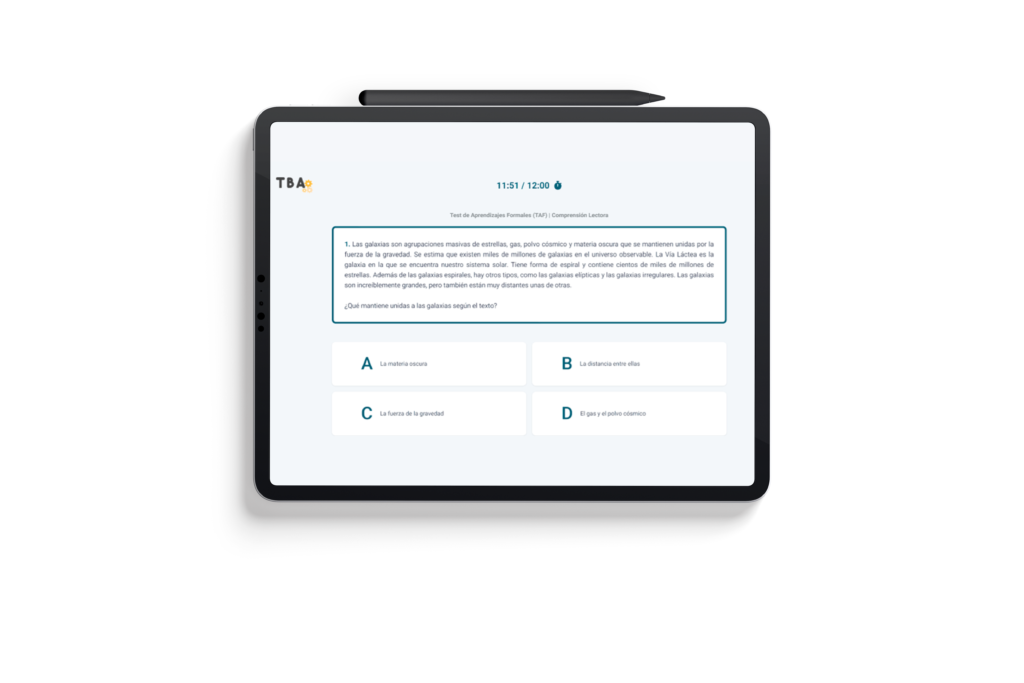 TBA
11:51 / 12:00
Test de Aprendizajes Formales (TAF) | Comprensión Lectora
1. Las galaxias son agrupaciones masivas de estrellas, gas, polvo cósmico y materia oscura que se mantienen unidas por la
fuerza de la gravedad. Se estima que existen miles de millones de galaxias en el universo observable. La Vía Láctea es la
galaxia en la que se encuentra nuestro sistema solar. Tiene forma de espiral y contiene cientos de miles de millones de
estrellas. Además de las galaxias espirales, hay otros tipos, como las galaxias elípticas y las galaxias irregulares. Las galaxias
son increíblemente grandes, pero también están muy distantes unas de otras.
¿Qué mantiene unidas a las galaxias según el texto?
A La materia oscura
B La distancia entre ellas
C La fuerza de la gravedad
D El gas y el polvo cósmico